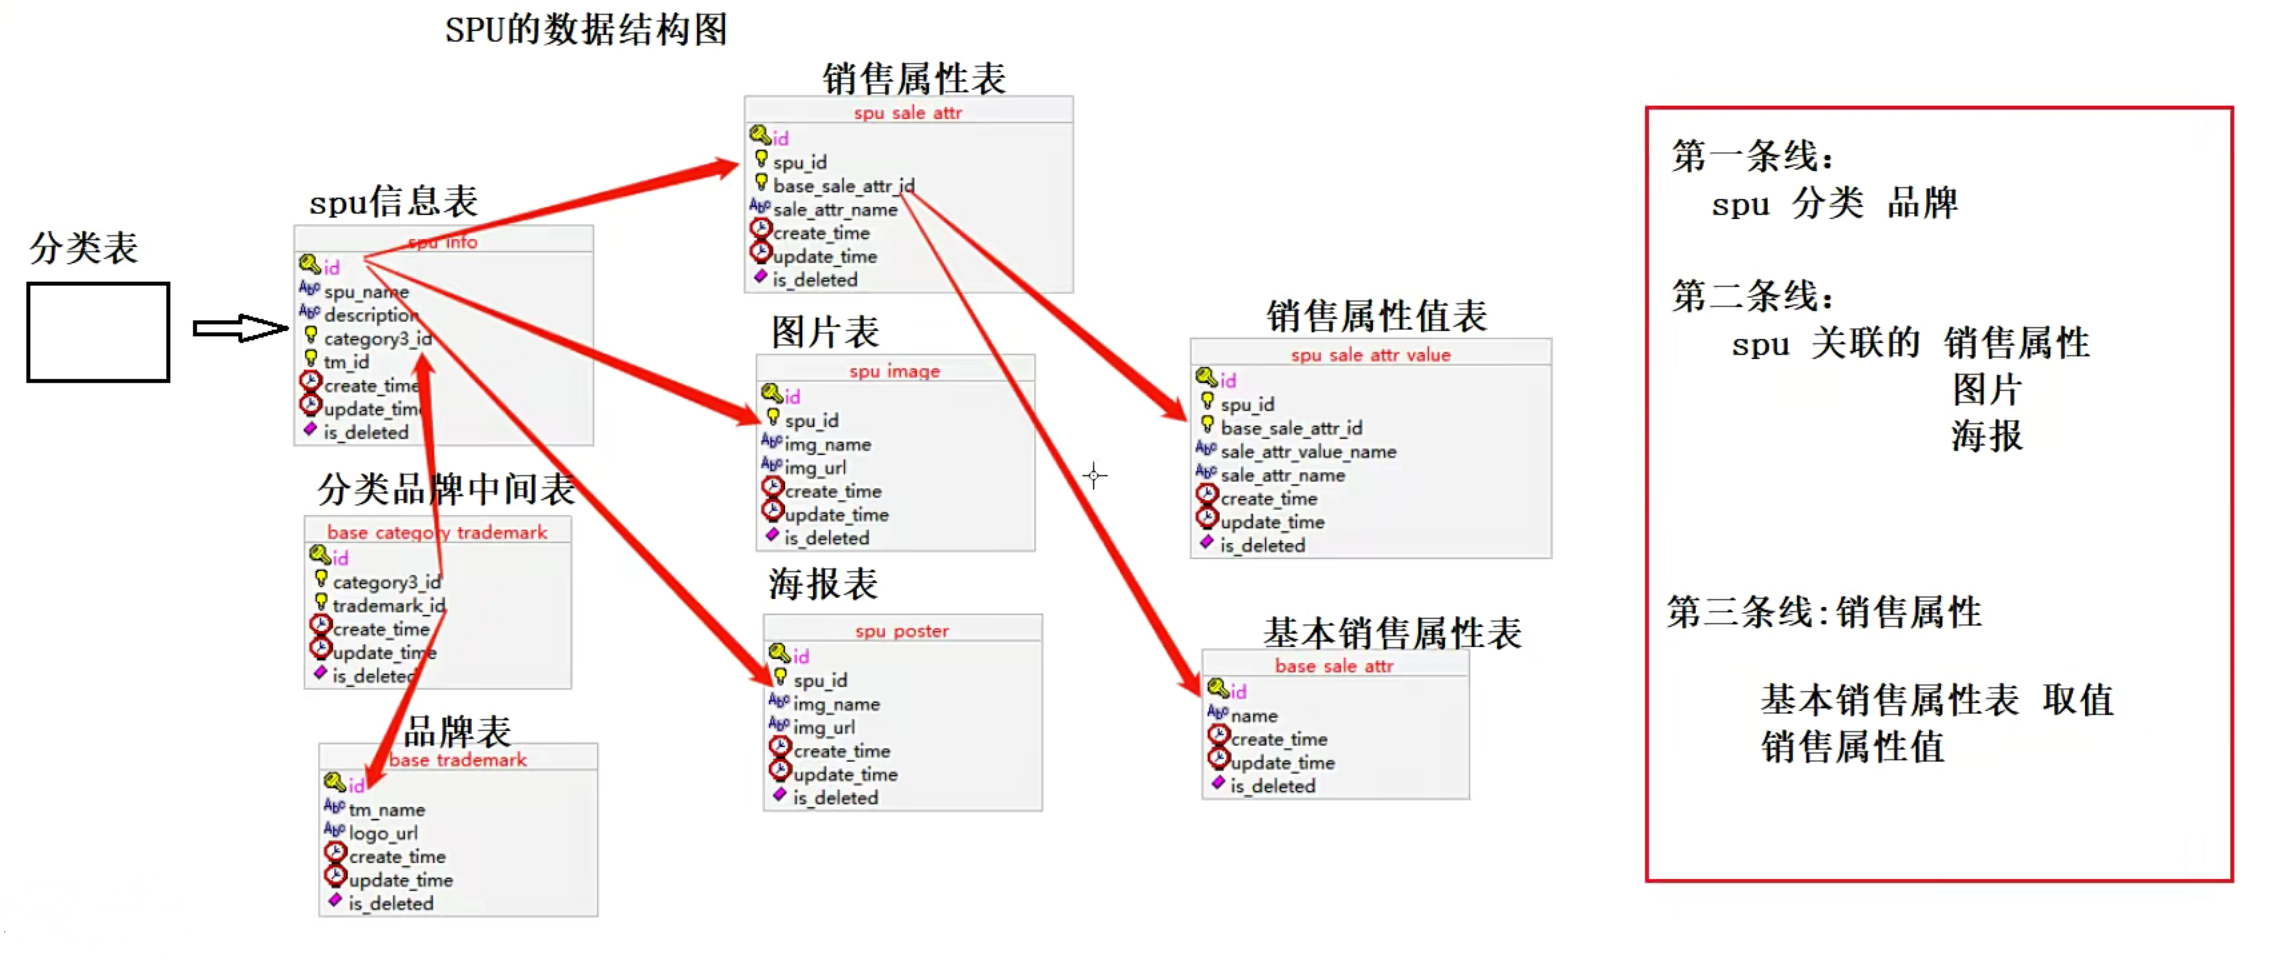 SPU的数据结构图
分类表
spu信息表
spu info
id
spu_name
description
category3_id
tm_id
create_time
update_time
is_deleted
分类品牌中间表
base category trademark
id
category3_id
trademark_id
create_time
update_time
is_deleted
品牌表
base trademark
id
tm_name
logo_url
create_time
update_time
is_deleted
销售属性表
spu sale attr
id
spu_id
base_sale_attr_id
sale_attr_name
create_time
update_time
is_deleted
图片表
spu image
id
spu_id
img_name
img_url
create_time
update_time
is_deleted
海报表
spu poster
id
spu_id
img_name
img_url
create_time
update_time
is_deleted
销售属性值表
spu sale attr value
id
spu_id
base_sale_attr_id
sale_attr_value_name
sale_attr_name
create_time
update_time
is_deleted
基本销售属性表
base sale attr
id
name
create_time
update_time
is_deleted
第一条线：
spu 分类 品牌
第二条线：
spu 关联的 销售属性
图片
海报
第三条线:销售属性
基本销售属性表 取值
销售属性值